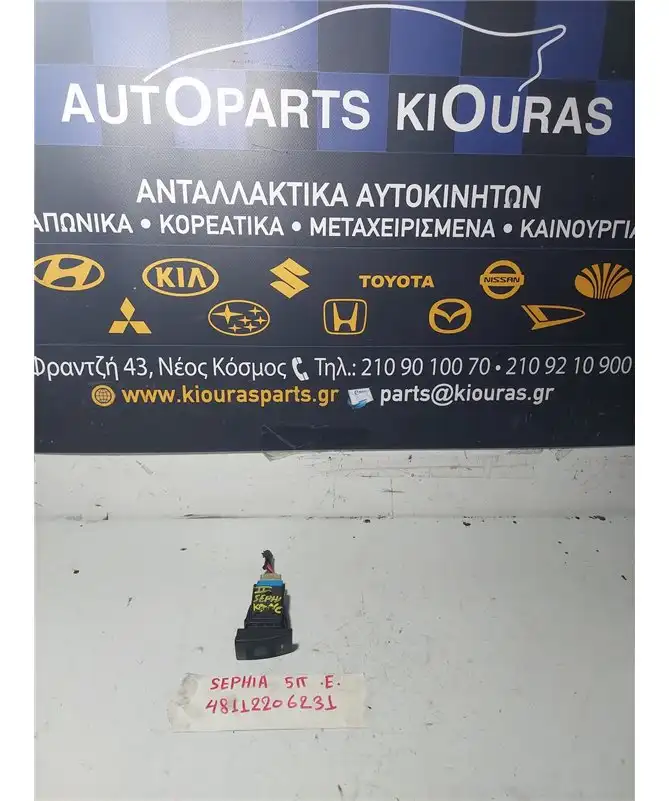 AUTOPARTS KIOURAS
ΑΝΤΑΛΛΑΚΤΙΚΑ ΑΥΤΟΚΙΝΗΤΩΝ
ΑΠΩΝΙΚΑ • ΚΟΡΕΑΤΙΚΑ • ΜΕΤΑΧΕΙΡΙΣΜΕΝΑ • ΚΑΙΝΟΥΡΓΙΑ
KIA
TOYOTA
NISSAN
Φραντζή 43, Νέος Κόσμος Τηλ.: 210 90 100 70 • 210 92 10 900
www.kiourasparts.gr parts@kiouras.gr
SEPHI
SEPHIA 5Π .Ε.
48112206231